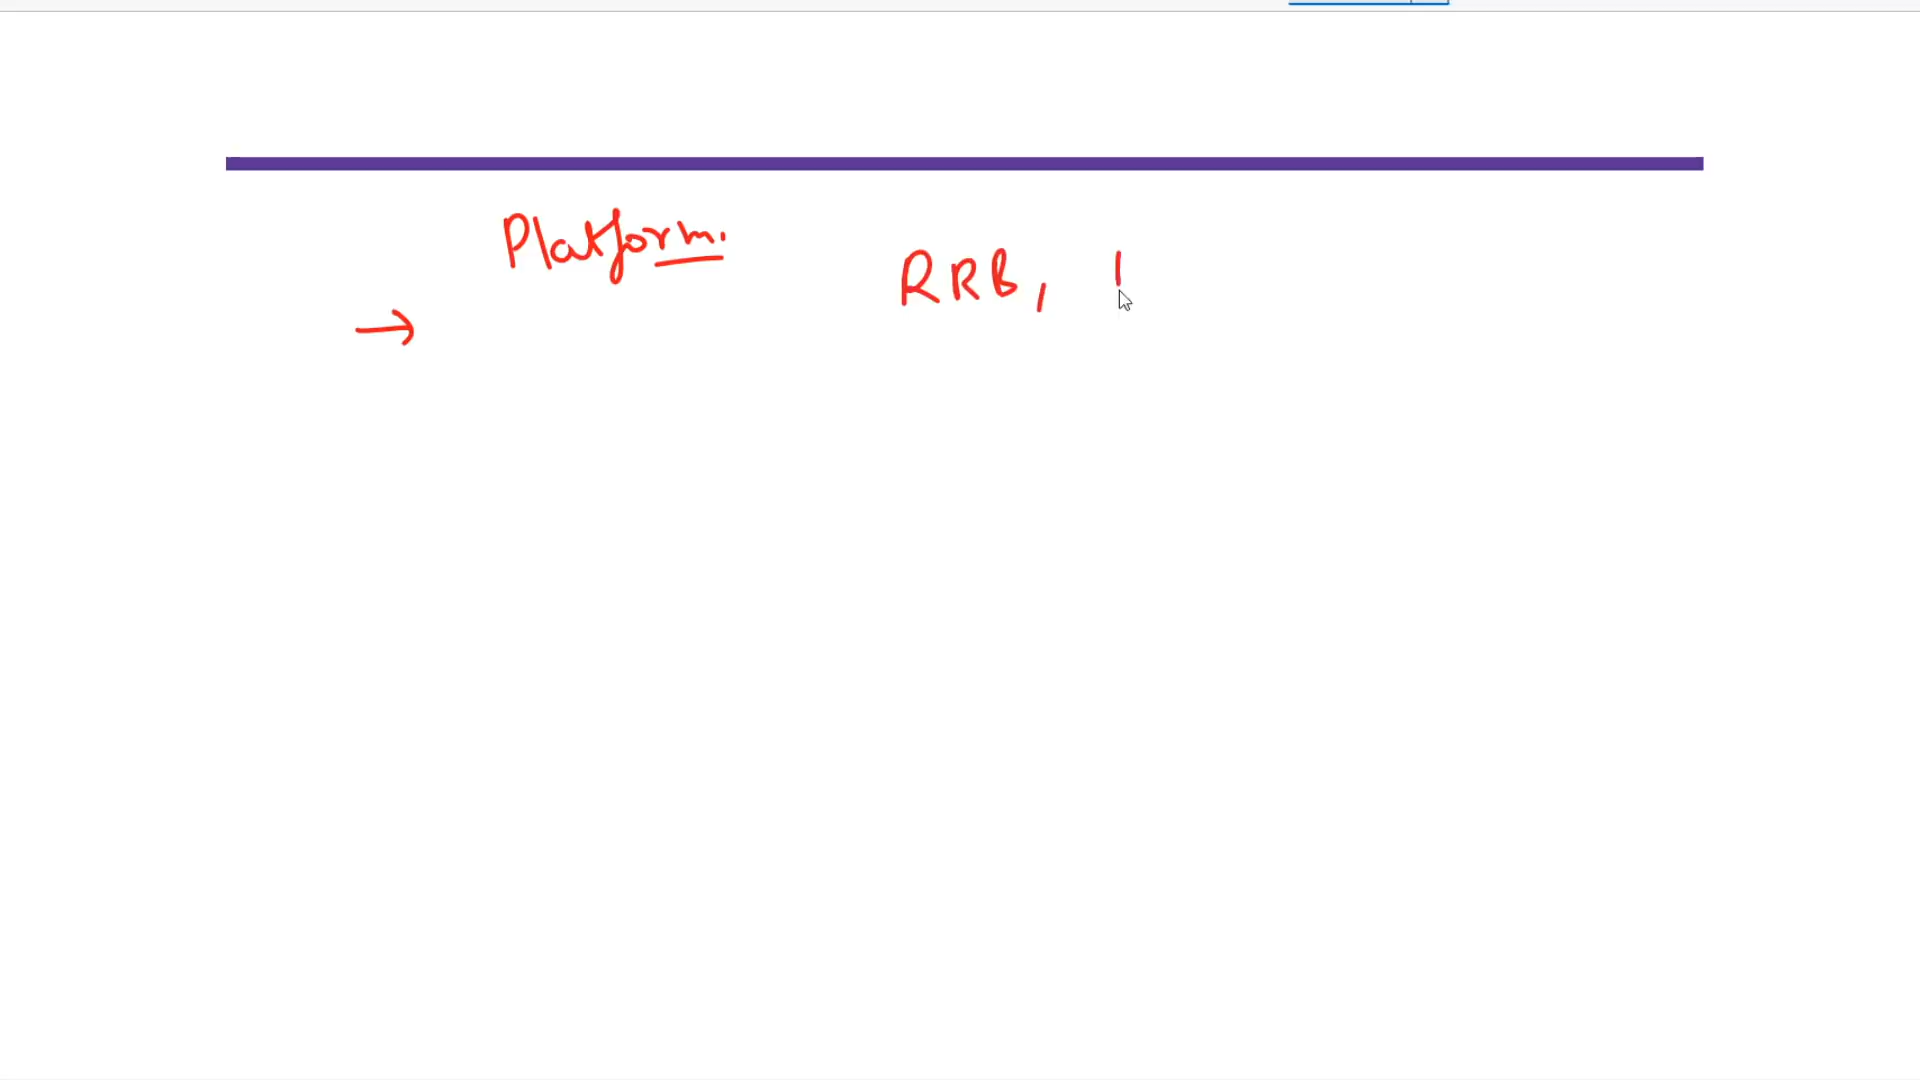 Platform.
RRB,
→